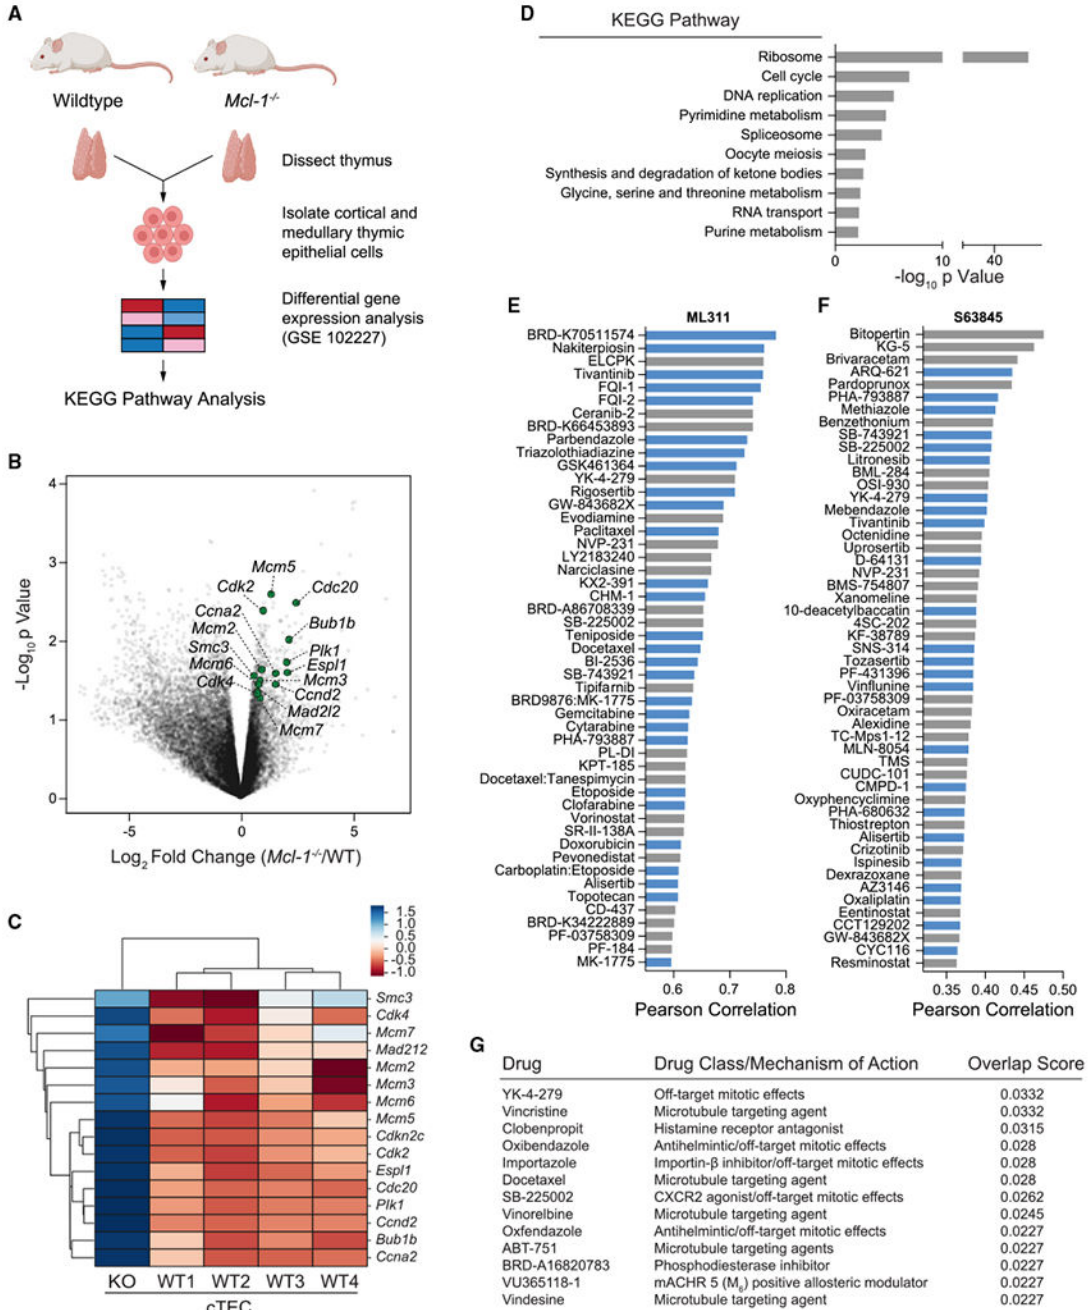 A
Wildtype
Mcl-1-/-
Dissect thymus
Isolate cortical and
medullary thymic
epithelial cells
Differential gene
expression analysis
(GSE 102227)
KEGG Pathway Analysis
B
4
3
2
1
0
-Log10 p Value
Mcm5
Cdk2
Cdc20
Ccna2
Bub1b
Mcm2
Smc3
Plk1
Mcm6
Espl1
Cdk4
Mcm3
Ccnd2
Mad2l2
Mcm7
-5
0
5
Log2 Fold Change (Mcl-1-/-/WT)
C
1.5
1.0
0.5
0.0
-0.5
-1.0
Smc3
Cdk4
Mcm7
Mad212
Mcm2
Mcm3
Mcm6
Mcm5
Cdkn2c
Cdk2
Espl1
Cdc20
Plk1
Ccnd2
Bub1b
Ccna2
KO WT1 WT2 WT3 WT4
cTEC
D
KEGG Pathway
Ribosome
Cell cycle
DNA replication
Pyrimidine metabolism
Spliceosome
Oocyte meiosis
Synthesis and degradation of ketone bodies
Glycine, serine and threonine metabolism
RNA transport
Purine metabolism
0 10 40
-log10 p Value
E
ML311
BRD-K70511574
Nakiterpiosin
ELCPK
Tivantinib
FQI-1
FQI-2
Ceranib-2
BRD-K66453893
Parbendazole
Triazolothiadiazine
GSK461364
YK-4-279
Rigosertib
GW-843682X
Evodiamine
Paclitaxel
NVP-231
LY2183240
Narciclasine
KX2-391
CHM-1
BRD-A86708339
SB-225002
Teniposide
Docetaxel
BI-2536
SB-743921
Tipifarnib
BRD9876:MK-1775
Gemcitabine
Cytarabine
PHA-793887
PL-DI
KPT-185
Docetaxel:Tanespimycin
Etoposide
Clofarabine
Vorinostat
SR-II-138A
Doxorubicin
Pevonedistat
Carboplatin:Etoposide
Alisertib
Topotecan
CD-437
BRD-K34222889
PF-03758309
PF-184
MK-1775
0.6 0.7 0.8
Pearson Correlation
F
S63845
Bitopertin
KG-5
Brivaracetam
ARQ-621
Pardoprunox
PHA-793887
Methiazole
Benzethonium
SB-743921
SB-225002
Litronesib
BML-284
OSI-930
YK-4-279
Mebendazole
Tivantinib
Octenidine
Uprosertib
D-64131
NVP-231
BMS-754807
Xanomeline
10-deacetylbaccatin
4SC-202
KF-38789
SNS-314
Tozasertib
PF-431396
Vinflunine
PF-03758309
Oxiracetam
Alexidine
TC-Mps1-12
MLN-8054
TMS
CUDC-101
CMPD-1
Oxyphencyclimine
PHA-680632
Thiostrepton
Alisertib
Crizotinib
Ispinesib
Dexrazoxane
AZ3146
Oxaliplatin
Eentinostat
CCT129202
GW-843682X
CYC116
Resminostat
0.35 0.40 0.45 0.50
Pearson Correlation
G
Drug Drug Class/Mechanism of Action Overlap Score
YK-4-279 Off-target mitotic effects 0.0332
Vincristine Microtubule targeting agent 0.0332
Clobenpropit Histamine receptor antagonist 0.0315
Oxibendazole Antihelmintic/off-target mitotic effects 0.028
Importazole Importin-β inhibitor/off-target mitotic effects 0.028
Docetaxel Microtubule targeting agent 0.028
SB-225002 CXCR2 agonist/off-target mitotic effects 0.0262
Vinorelbine Microtubule targeting agent 0.0245
Oxfendazole Antihelmintic/off-target mitotic effects 0.0227
ABT-751 Microtubule targeting agents 0.0227
BRD-A16820783 Phosphodiesterase inhibitor 0.0227
VU365118-1 mACHR 5 (M6) positive allosteric modulator 0.0227
Vindesine Microtubule targeting agent 0.0227